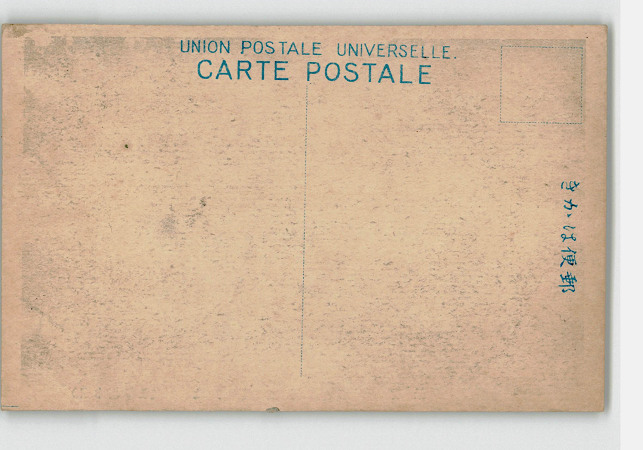 UNION POSTALE UNIVERSELLE.
CARTE POSTALE
きかは便郵